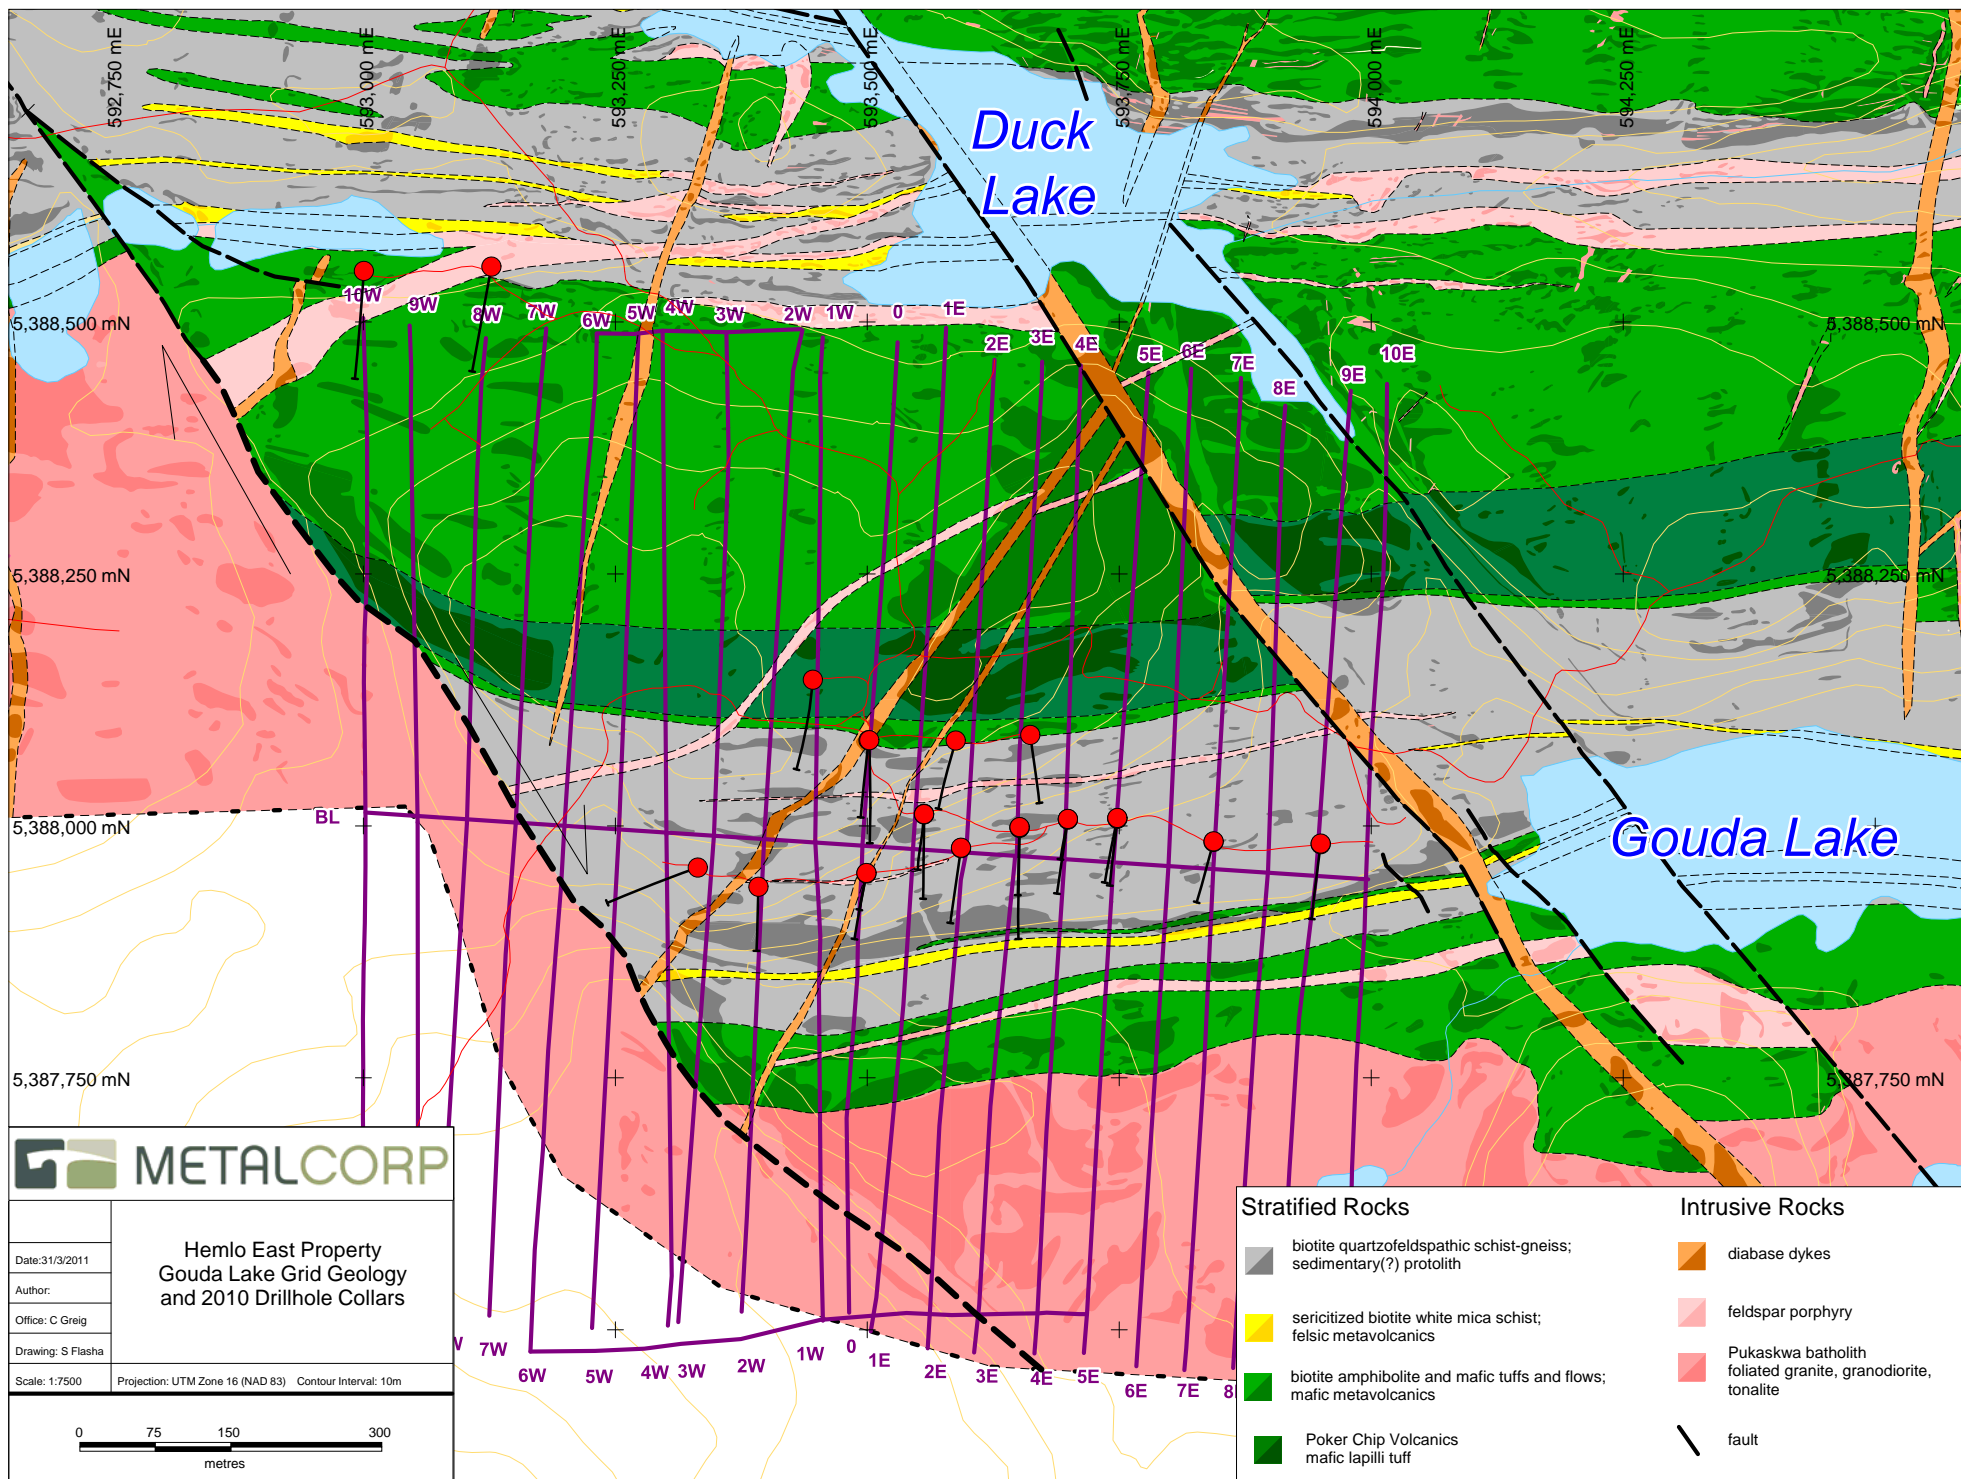 592,750 mE
593,000 mE
593,250 mE
593,500 mE
593,750 mE
594,000 mE
594,250 mE
Duck
Lake
10W
9W
8W
7W
6W
5W
4W
3W
2W
1W
0
1E
2E
3E
4E
5E
6E
7E
8E
9E
10E
5,388,500 mN
5,388,500 mN
5,388,250 mN
5,388,250 mN
5,388,000 mN
BL
Gouda Lake
5,387,750 mN
5,387,750 mN
W
7W
6W
5W
4W
3W
2W
1W
0
1E
2E
3E
4E
5E
6E
7E
8
METALCORP
Hemlo East Property
Gouda Lake Grid Geology
and 2010 Drillhole Collars
Date:31/3/2011
Author:
Office: C Greig
Drawing: S Flasha
Scale: 1:7500
Projection: UTM Zone 16 (NAD 83) Contour Interval: 10m
0 75 150 300
metres
Stratified Rocks
biotite quartzofeldspathic schist-gneiss;
sedimentary(?) protolith
sericitized biotite white mica schist;
felsic metavolcanics
biotite amphibolite and mafic tuffs and flows;
mafic metavolcanics
Poker Chip Volcanics
mafic lapilli tuff
Intrusive Rocks
diabase dykes
feldspar porphyry
Pukaskwa batholith
foliated granite, granodiorite,
tonalite
fault